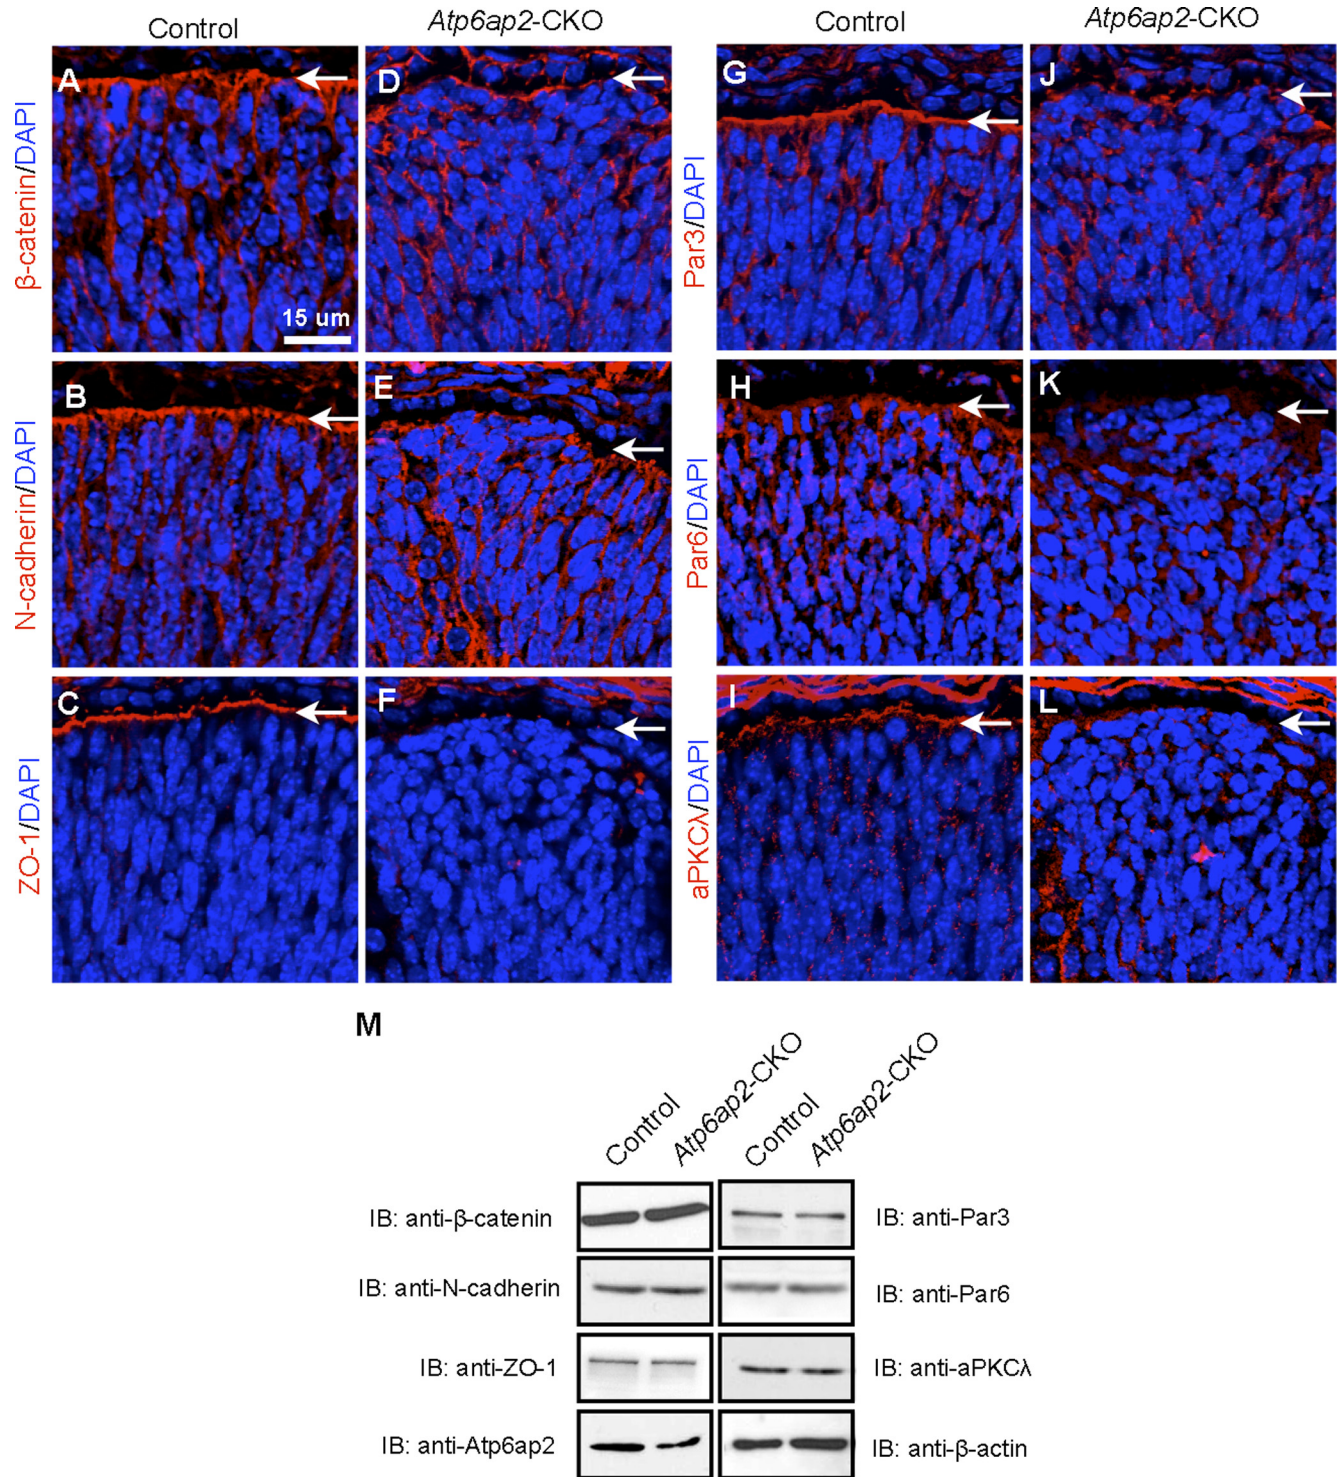 Control
Atp6ap2-CKO
Control
Atp6ap2-CKO
A
D
G
J
β-catenin/DAPI
15 um
Par3/DAPI
B
E
H
K
N-cadherin/DAPI
Par6/DAPI
C
F
I
L
ZO-1/DAPI
aPKCλ/DAPI
M
Control
Atp6ap2-CKO
Control
Atp6ap2-CKO
IB: anti-β-catenin
IB: anti-Par3
IB: anti-N-cadherin
IB: anti-Par6
IB: anti-ZO-1
IB: anti-aPKCλ
IB: anti-Atp6ap2
IB: anti-β-actin